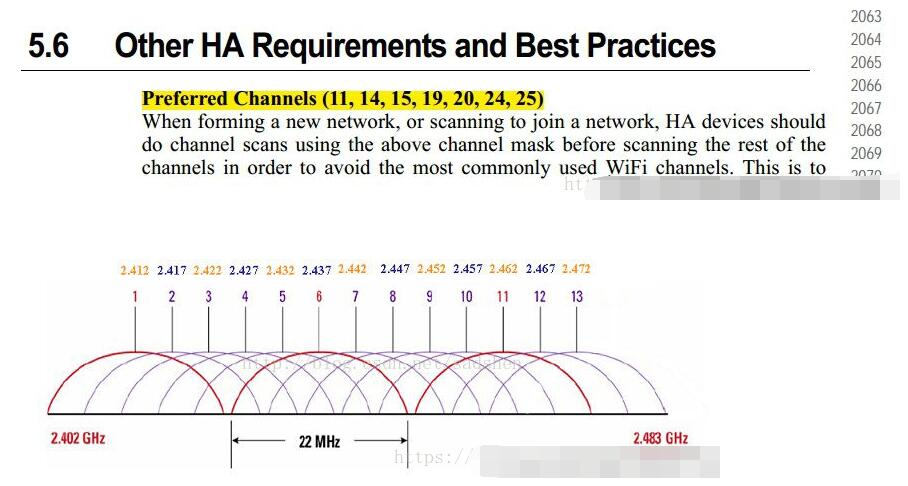 5.6 Other HA Requirements and Best Practices
Preferred Channels (11, 14, 15, 19, 20, 24, 25)
When forming a new network, or scanning to join a network, HA devices should
do channel scans using the above channel mask before scanning the rest of the
channels in order to avoid the most commonly used WiFi channels. This is to
2063
2064
2065
2066
2067
2068
2069
2070
2.412 2.417 2.422 2.427 2.432 2.437 2.442 2.447 2.452 2.457 2.462 2.467 2.472
1 2 3 4 5 6 7 8 9 10 11 12 13
2.402 GHz
22 MHz
2.483 GHz
https://